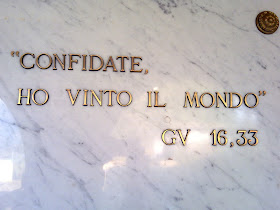 "CONFIDATE,
HO VINTO IL MONDO"
GV 16,33